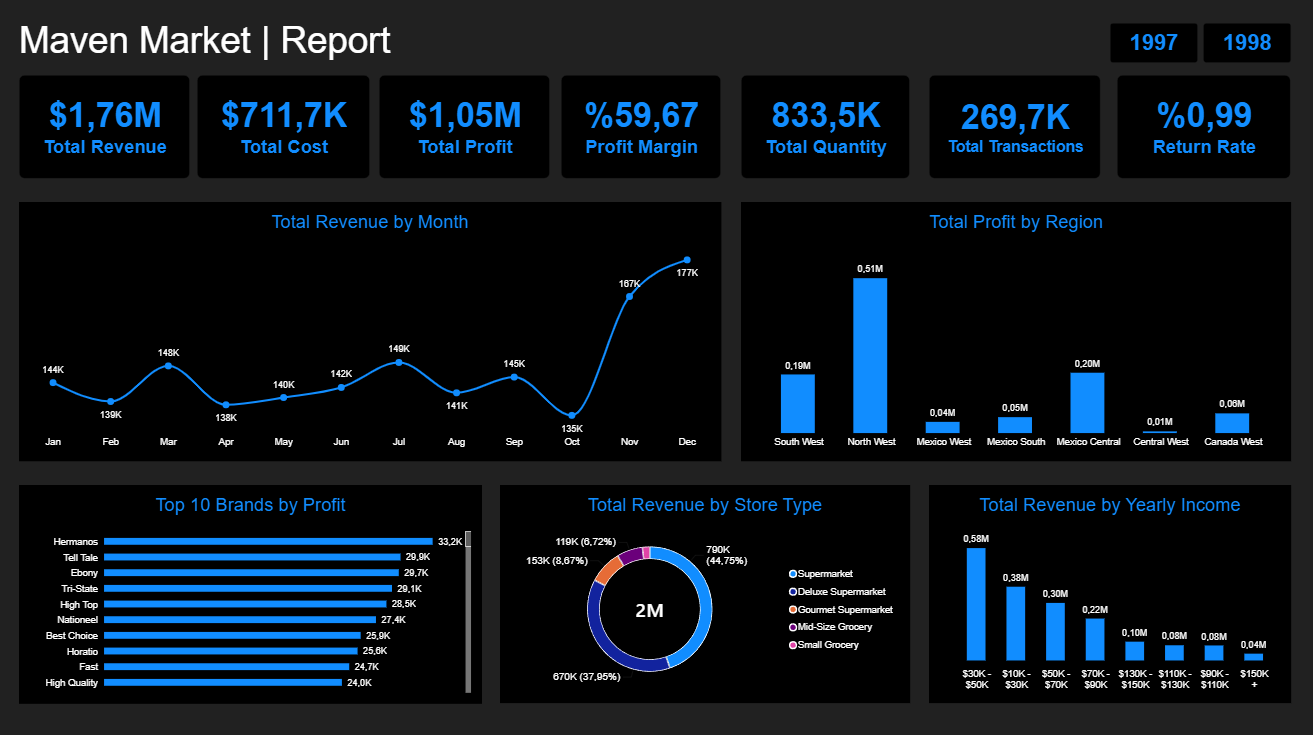 Maven Market | Report
1997
1998
$1,76M
Total Revenue
$711,7K
Total Cost
$1,05M
Total Profit
%59,67
Profit Margin
833,5K
Total Quantity
269,7K
Total Transactions
%0,99
Return Rate
Total Revenue by Month
144K
139K
148K
138K
140K
142K
149K
141K
145K
135K
167K
177K
Jan
Feb
Mar
Apr
May
Jun
Jul
Aug
Sep
Oct
Nov
Dec
Total Profit by Region
0,19M
0,51M
0,04M
0,05M
0,20M
0,01M
0,06M
South West
North West
Mexico West
Mexico South
Mexico Central
Central West
Canada West
Top 10 Brands by Profit
Hermanos 33,2K
Tell Tale 29,9K
Ebony 29,7K
Tri-State 29,1K
High Top 28,5K
Nationeel 27,4K
Best Choice 25,9K
Horatio 25,6K
Fast 24,7K
High Quality 24,0K
Total Revenue by Store Type
119K (6,72%)
153K (8,67%)
790K
(44,75%)
2M
670K (37,95%)
Supermarket
Deluxe Supermarket
Gourmet Supermarket
Mid-Size Grocery
Small Grocery
Total Revenue by Yearly Income
0,58M
0,38M
0,30M
0,22M
0,10M
0,08M
0,08M
0,04M
$30K -
$50K
$10K -
$30K
$50K -
$70K
$70K -
$90K
$130K -
$150K
$110K -
$130K
$90K -
$110K
$150K
+